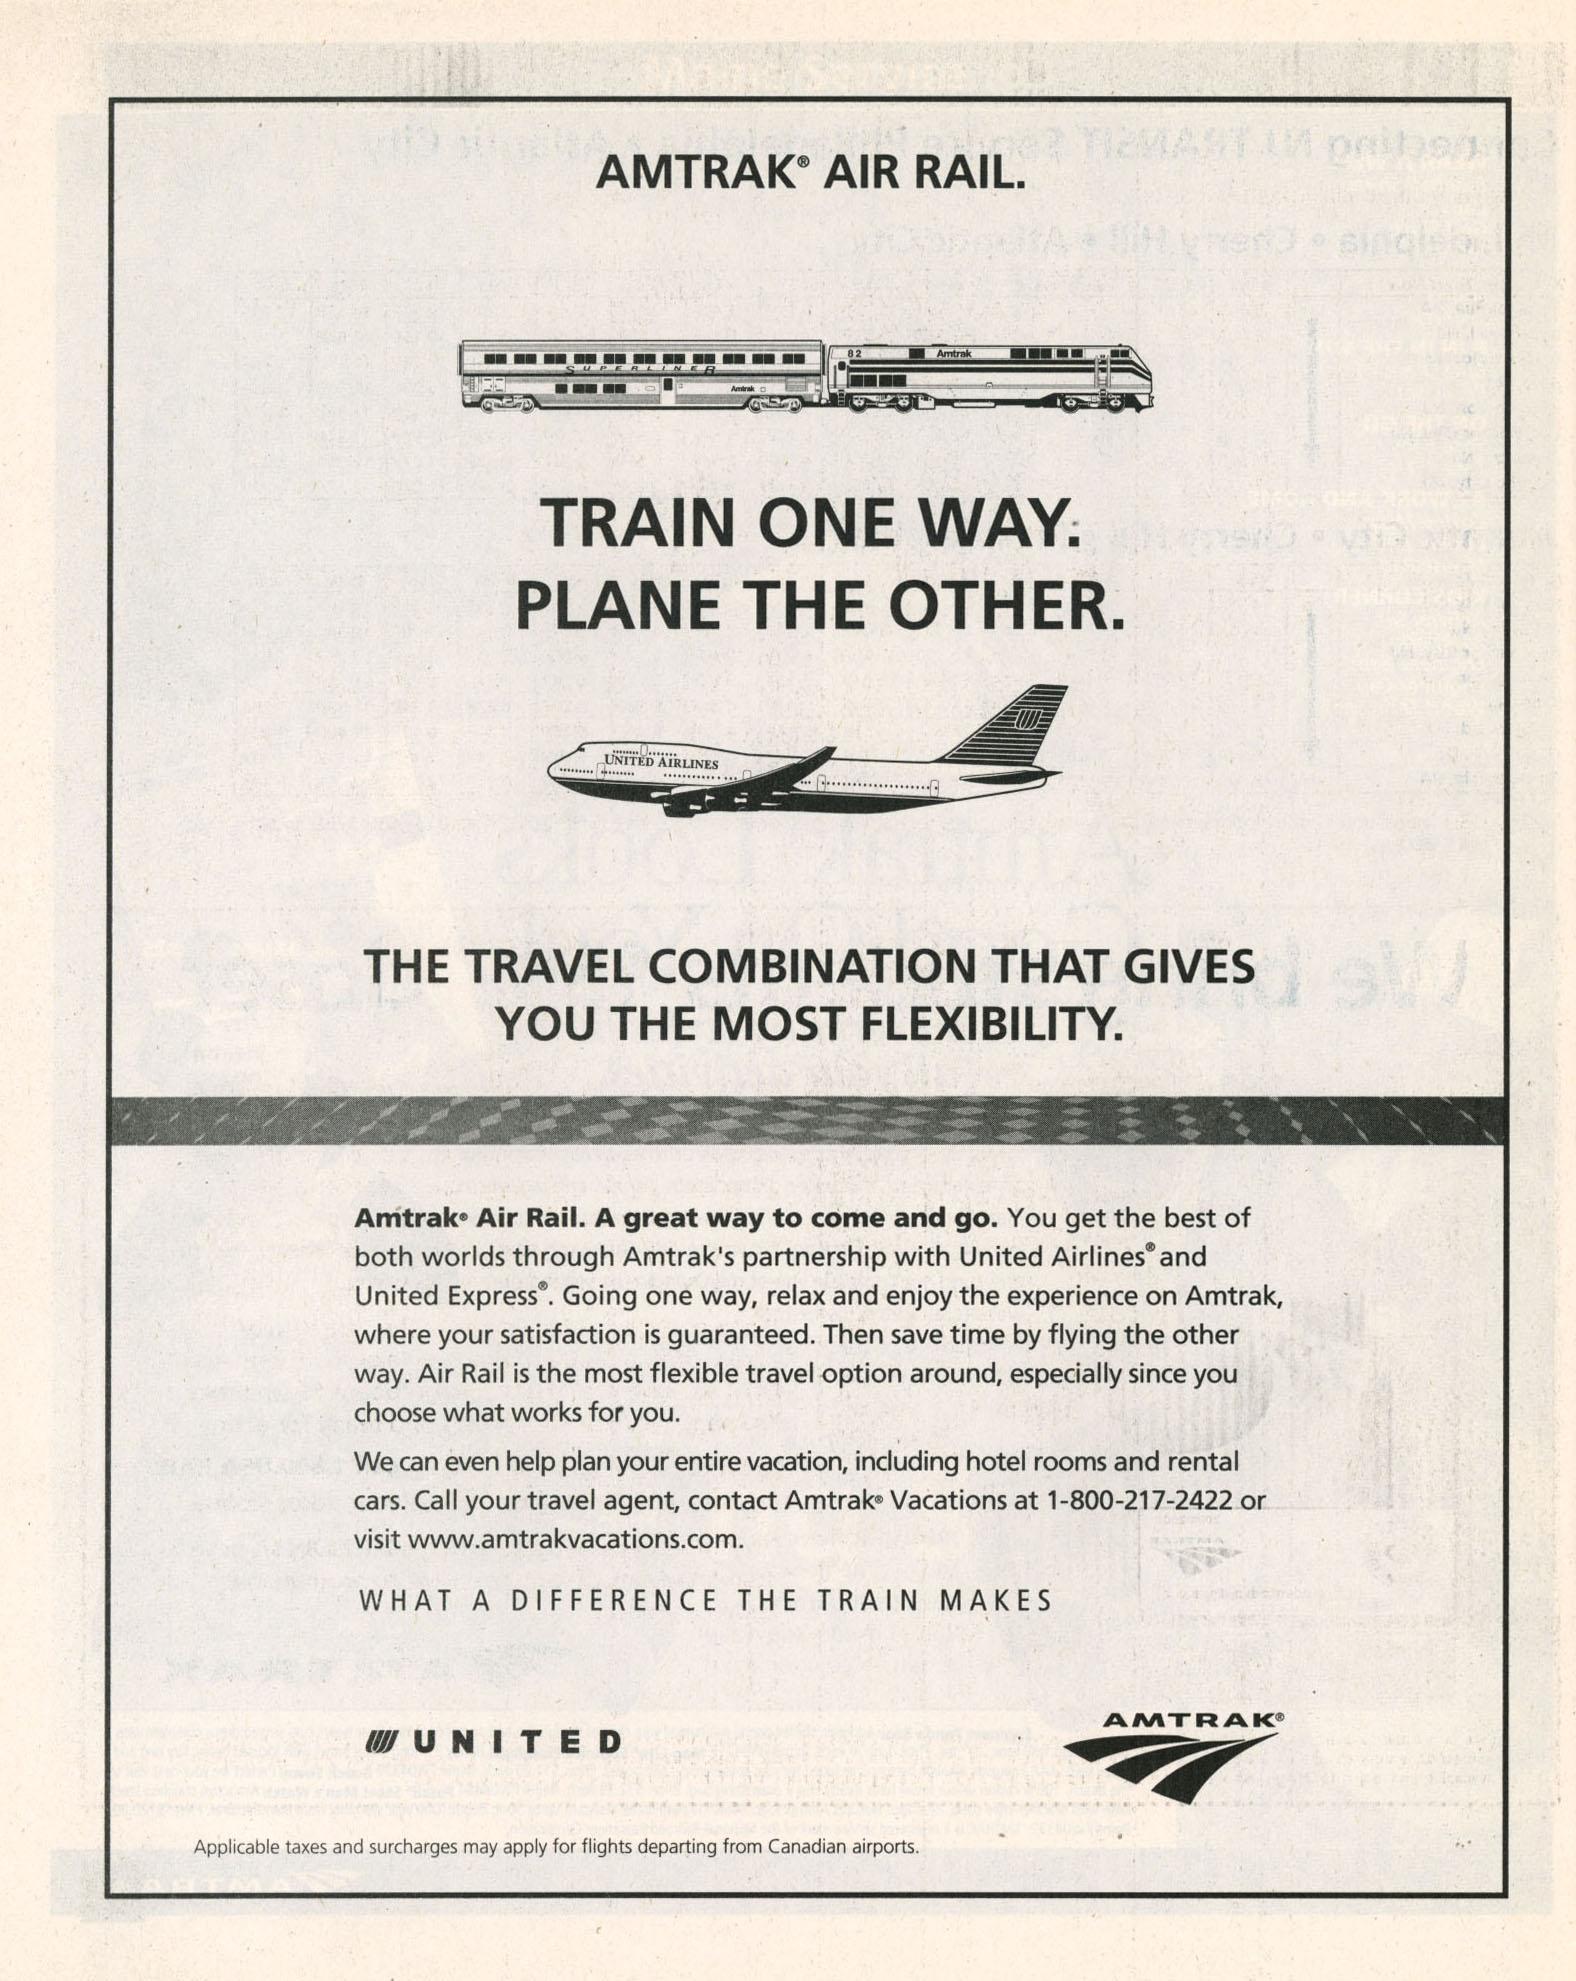 AMTRAK® AIR RAIL.
SUPERLINER
Amtrak
82
Amtrak
TRAIN ONE WAY.
PLANE THE OTHER.
UNITED AIRLINES
THE TRAVEL COMBINATION THAT GIVES
YOU THE MOST FLEXIBILITY.
Amtrak® Air Rail. A great way to come and go. You get the best of
both worlds through Amtrak's partnership with United Airlines® and
United Express®. Going one way, relax and enjoy the experience on Amtrak,
where your satisfaction is guaranteed. Then save time by flying the other
way. Air Rail is the most flexible travel option around, especially since you
choose what works for you.
We can even help plan your entire vacation, including hotel rooms and rental
cars. Call your travel agent, contact Amtrak® Vacations at 1-800-217-2422 or
visit www.amtrakvacations.com.
WHAT A DIFFERENCE THE TRAIN MAKES
UNITED
AMTRAK®
Applicable taxes and surcharges may apply for flights departing from Canadian airports.